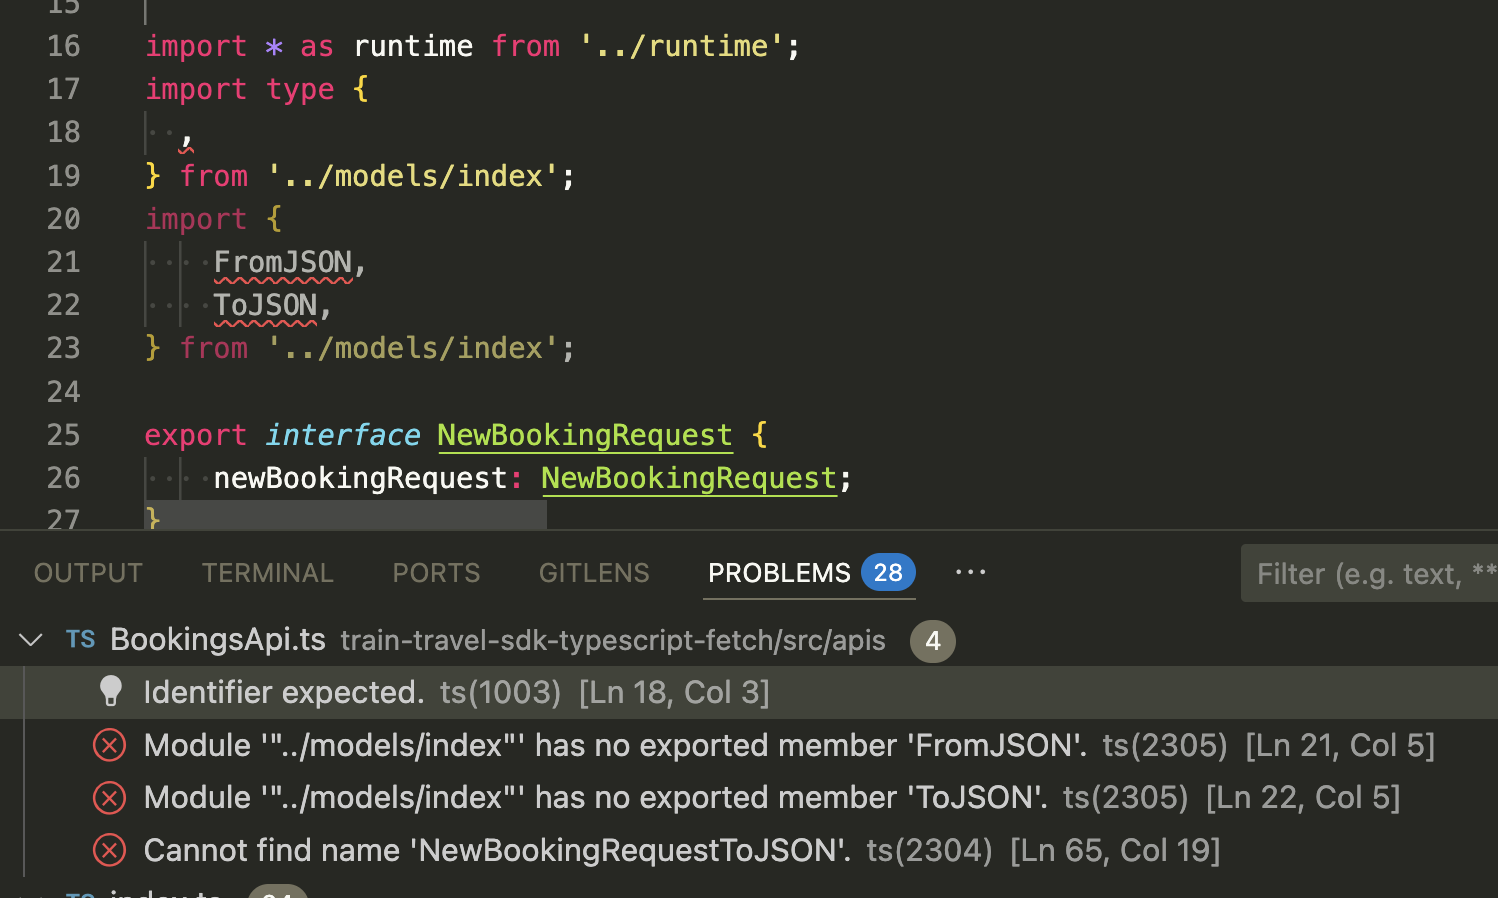 15
16 import * as runtime from '../runtime';
17 import type {
18 ,
19 } from '../models/index';
20 import {
21 FromJSON,
22 ToJSON,
23 } from '../models/index';
24
25 export interface NewBookingRequest {
26 newBookingRequest: NewBookingRequest;
27 }
OUTPUT TERMINAL PORTS GITLENS PROBLEMS 28 ... Filter (e.g. text, **
TS BookingsApi.ts train-travel-sdk-typescript-fetch/src/apis 4
Identifier expected. ts(1003) [Ln 18, Col 3]
Module '"../models/index"' has no exported member 'FromJSON'. ts(2305) [Ln 21, Col 5]
Module '"../models/index"' has no exported member 'ToJSON'. ts(2305) [Ln 22, Col 5]
Cannot find name 'NewBookingRequestToJSON'. ts(2304) [Ln 65, Col 19]
TS index.ts